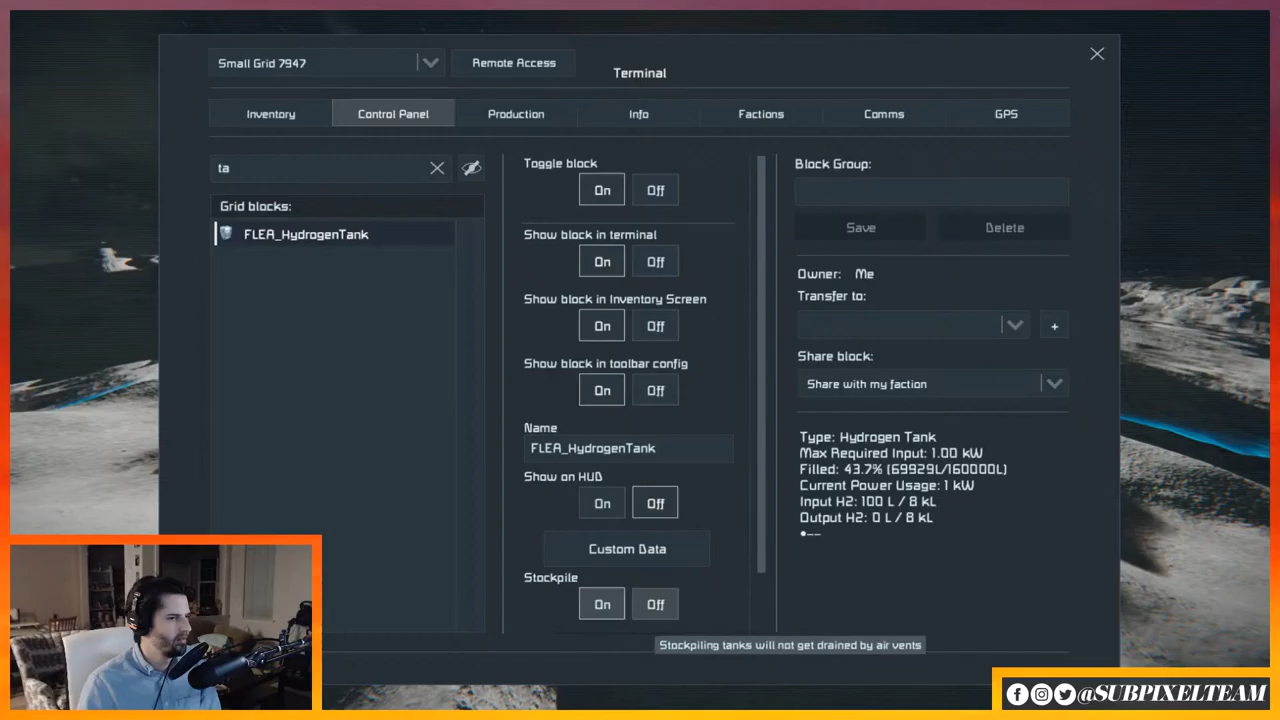 Small Grid 7947
Remote Access
Terminal
Inventory
Control Panel
Production
Info
Factions
Comms
GPS
ta
Grid blocks:
FLEA_HydrogenTank
Toggle block
On Off
Show block in terminal
On Off
Show block in Inventory Screen
On Off
Show block in toolbar config
On Off
Name
FLEA_HydrogenTank
Show on HUD
On Off
Custom Data
Stockpile
On Off
Stockpiling tanks will not get drained by air vents
Block Group:
Save Delete
Owner: Me
Transfer to:
+
Share block:
Share with my faction
Type: Hydrogen Tank
Max Required Input: 1.00 kW
Filled: 43.7% (69929L/160000L)
Current Power Usage: 1 kW
Input H2: 100 L / 8 kL
Output H2: 0 L / 8 kL
•--
@SUBPIXELTEAM